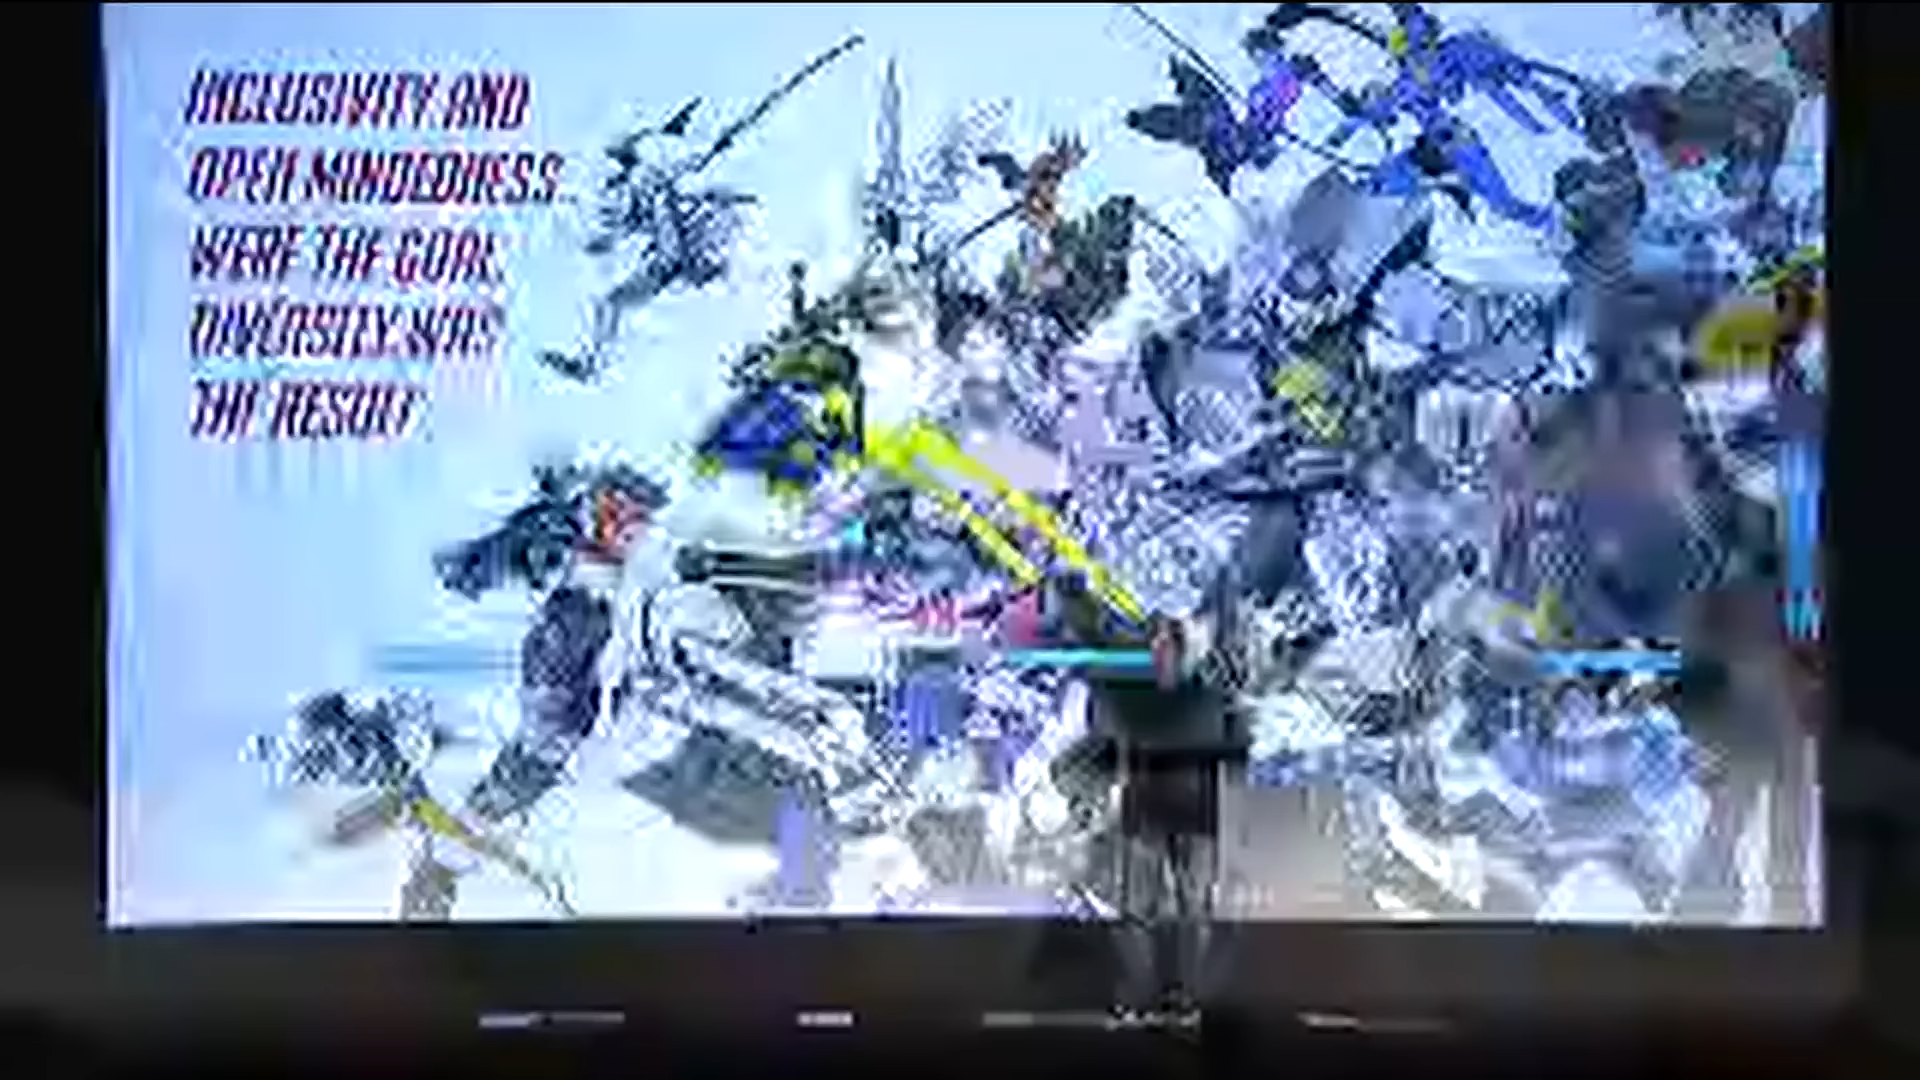 INCLUSIVITY AND
OPEN MINDEDNESS
WERE THE GOAL
DIVERSITY WAS
THE RESULT